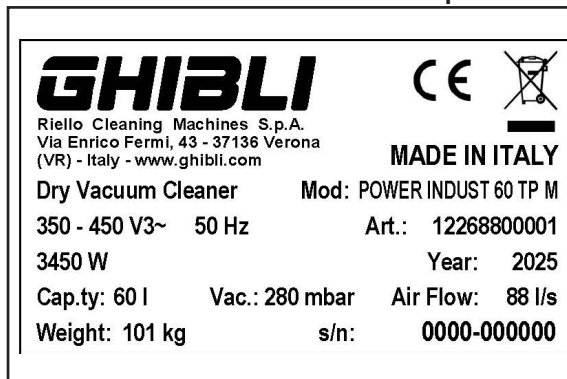 GHIBLI
CE
Riello Cleaning Machines S.p.A.
Via Enrico Fermi, 43 - 37136 Verona
(VR) - Italy - www.ghibli.com
MADE IN ITALY
Dry Vacuum Cleaner Mod: POWER INDUST 60 TP M
350 - 450 V3~ 50 Hz Art.: 12268800001
3450 W Year: 2025
Cap.ty: 60 l Vac.: 280 mbar Air Flow: 88 l/s
Weight: 101 kg s/n: 0000-000000